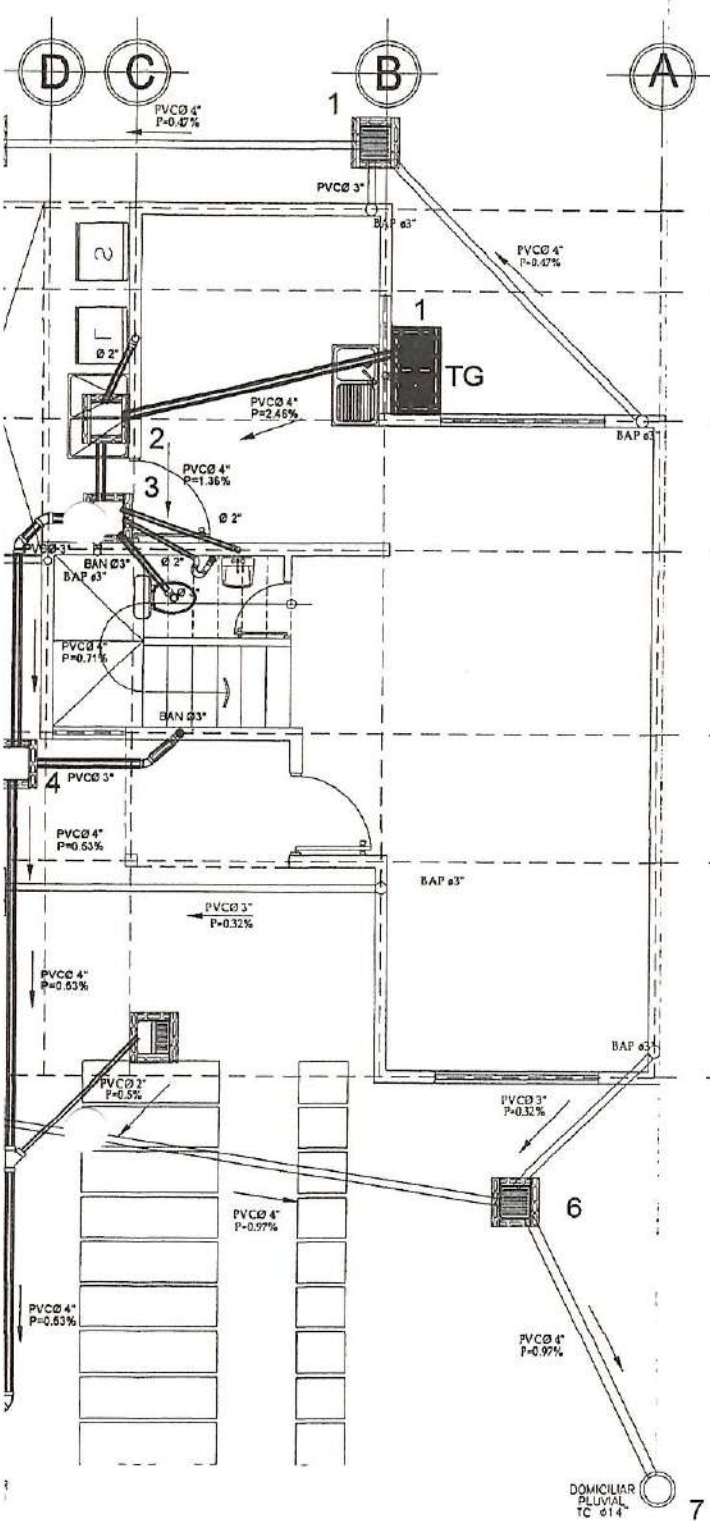 D
C
B
A
1
PVCØ 4"
P=0.47%
PVCØ 3"
BAP ø3"
PVCØ 4"
P=0.47%
S
L
Ø 2"
1
TG
PVCØ 4"
P=2.46%
BAP ø3"
2
PVCØ 4"
P=1.36%
3
Ø 2"
PVCØ 3"
BAN Ø3"
BAP ø3"
Ø 2"
PVCØ 4"
P=0.71%
BAN Ø3"
4
PVCØ 3"
PVCØ 4"
P=0.53%
BAP ø3"
PVCØ 3"
P=0.32%
PVCØ 4"
P=0.53%
BAP ø3"
PVCØ 2"
P=0.5%
PVCØ 3"
P=0.32%
6
PVCØ 4"
P=0.97%
PVCØ 4"
P=0.53%
PVCØ 4"
P=0.97%
DOMICILIAR
PLUVIAL
TC ø14"
7